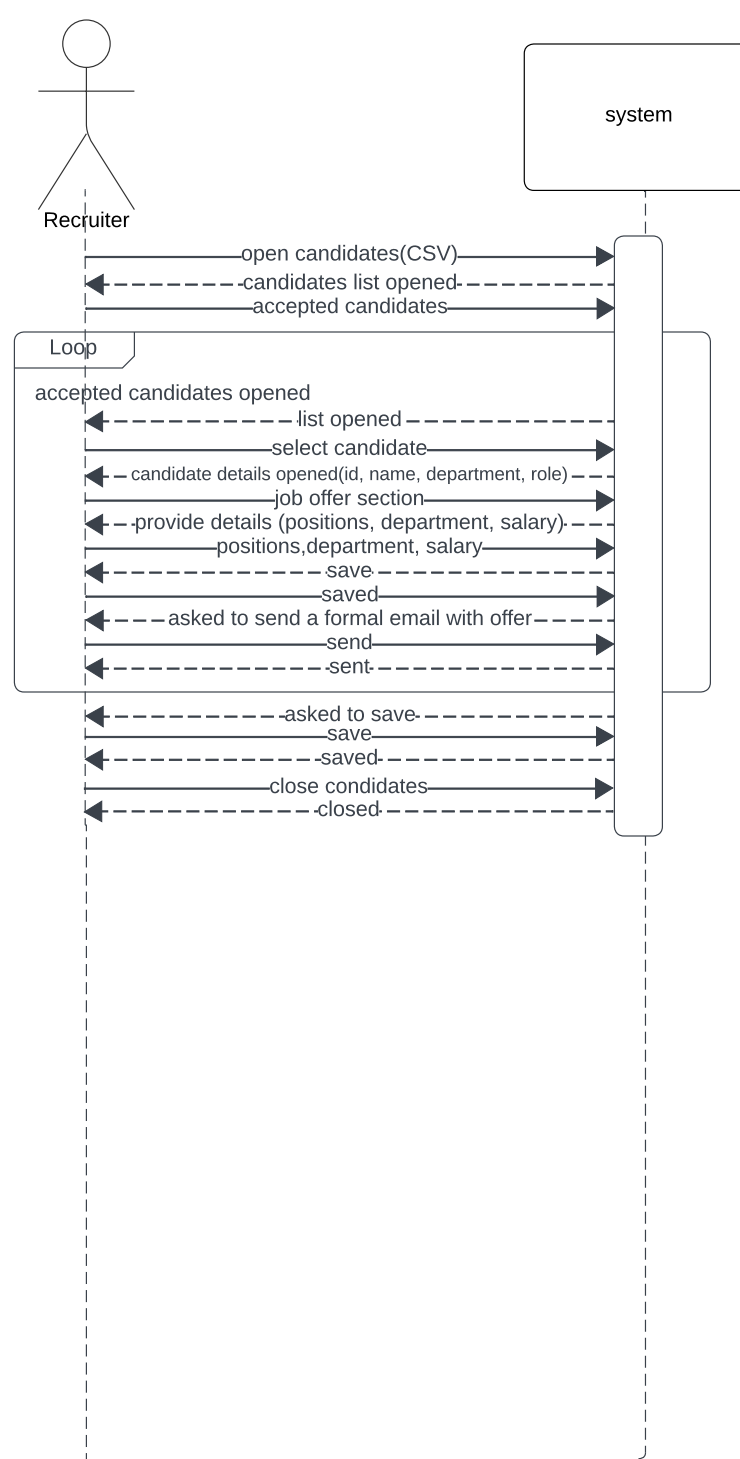 system
Recruiter
open candidates(CSV)
candidates list opened
accepted candidates
Loop
accepted candidates opened
list opened
select candidate
candidate details opened(id, name, department, role)
job offer section
provide details (positions, department, salary)
positions,department, salary
save
saved
asked to send a formal email with offer
send
sent
asked to save
save
saved
close condidates
closed